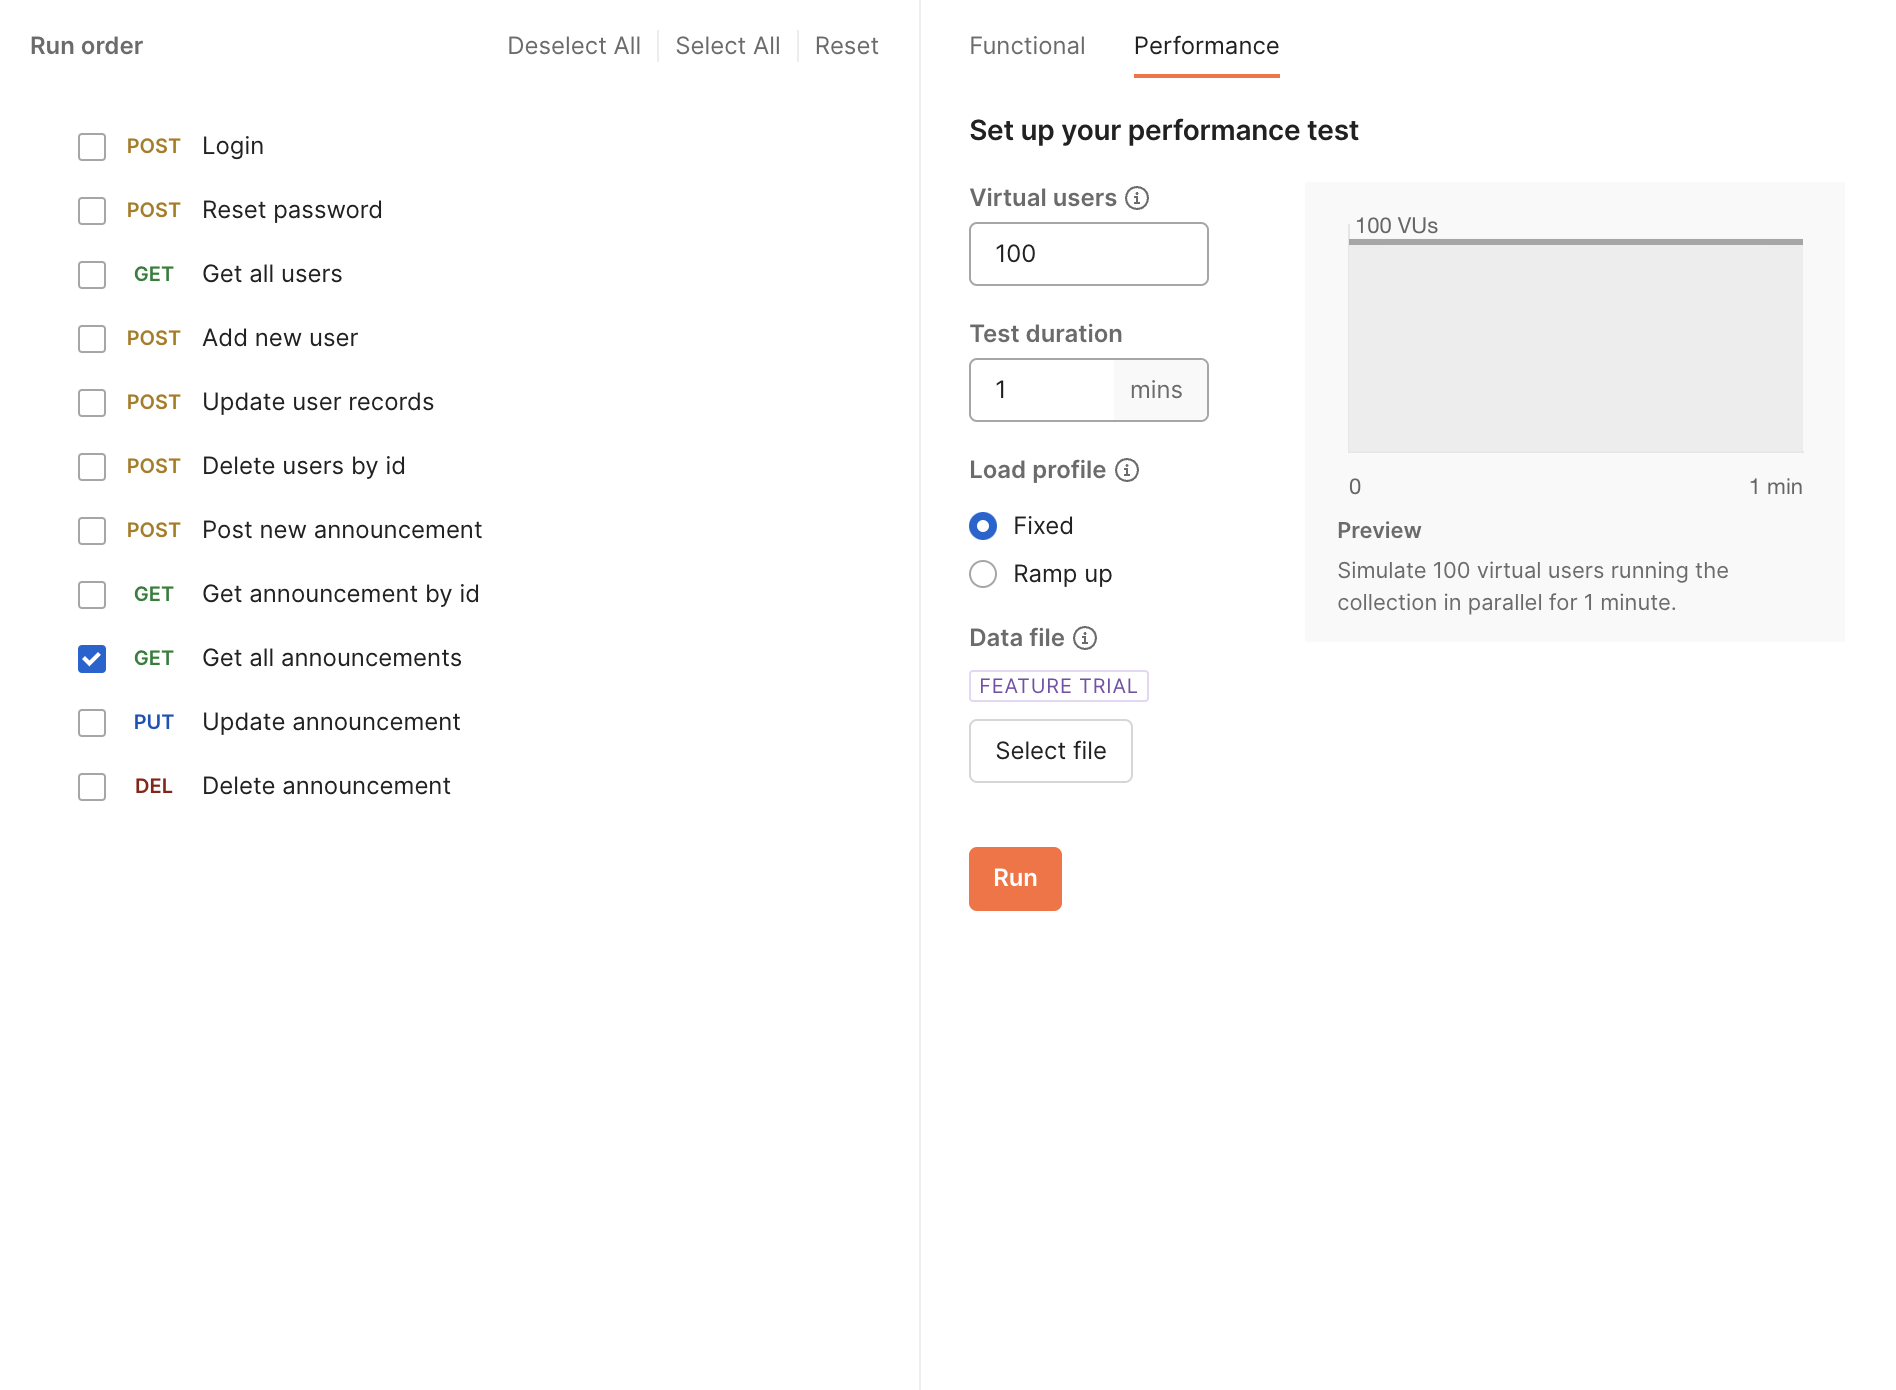 Run order
Deselect All
Select All
Reset
POST Login
POST Reset password
GET Get all users
POST Add new user
POST Update user records
POST Delete users by id
POST Post new announcement
GET Get announcement by id
GET Get all announcements
PUT Update announcement
DEL Delete announcement
Functional
Performance
Set up your performance test
Virtual users
100
Test duration
1 mins
Load profile
Fixed
Ramp up
Data file
FEATURE TRIAL
Select file
Run
100 VUs
0
1 min
Preview
Simulate 100 virtual users running the
collection in parallel for 1 minute.